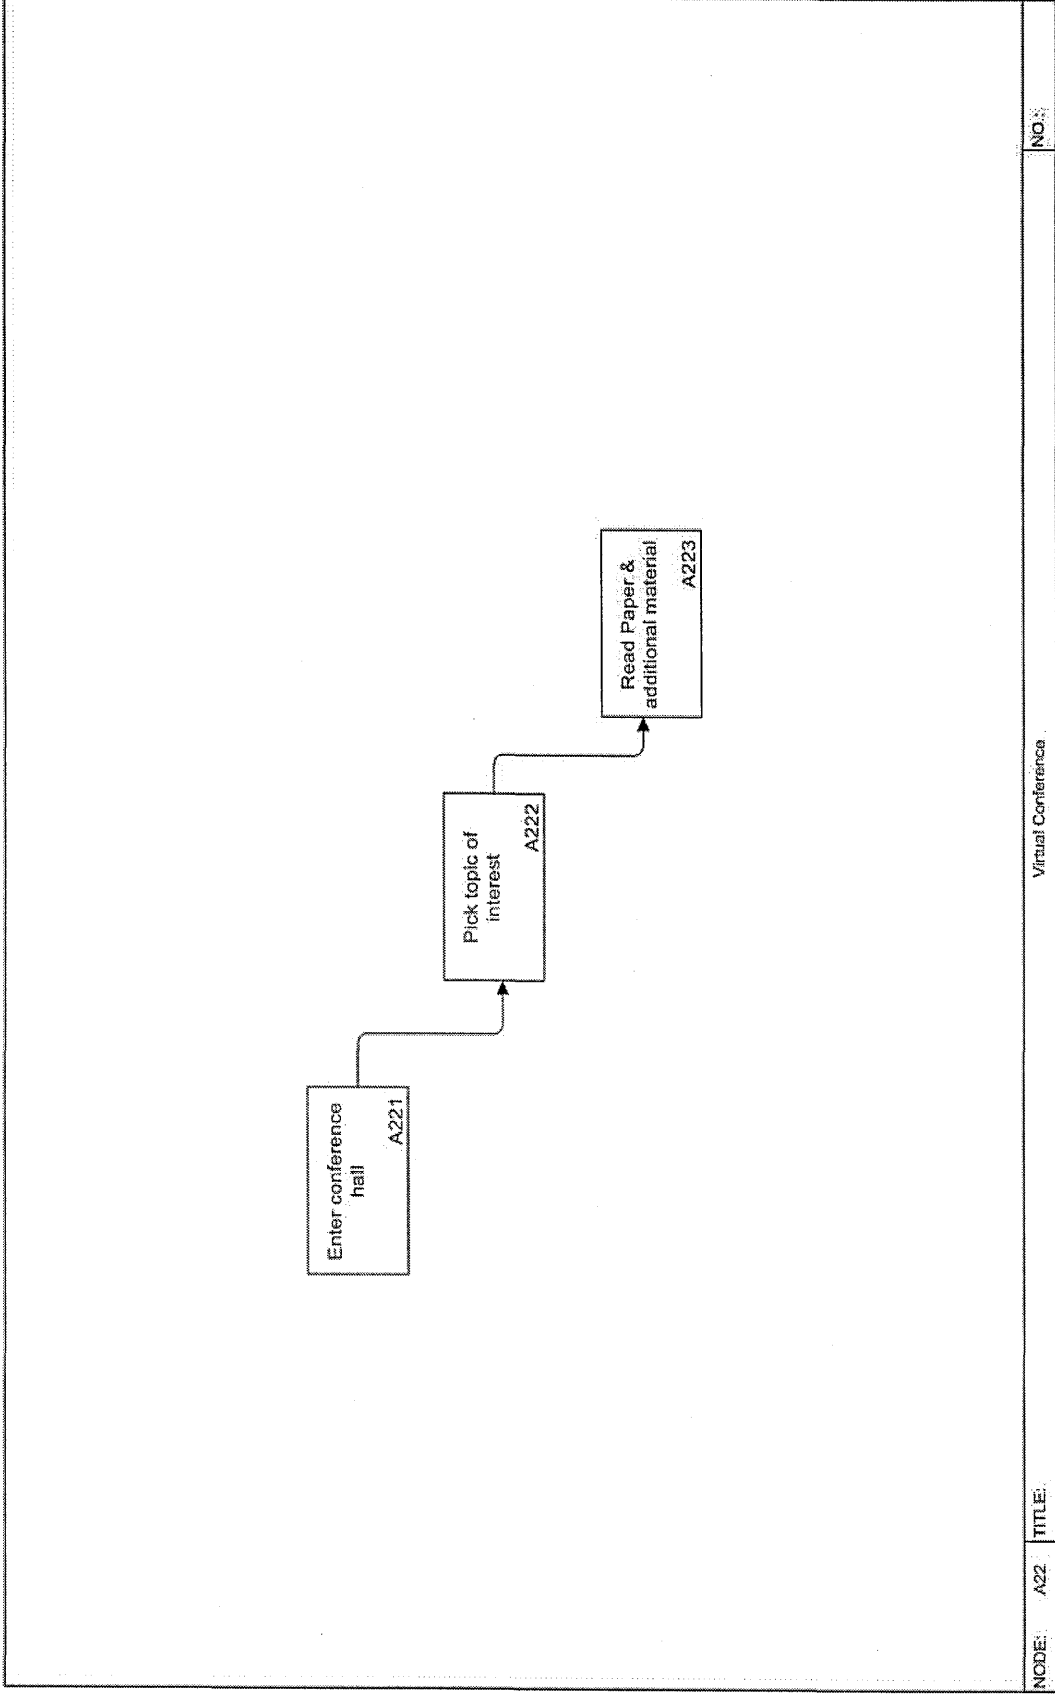 Enter conference
hall
A221
Pick topic of
interest
A222
Read Paper &
additional material
A223
NODE: A22 TITLE: Virtual Conference NO.: